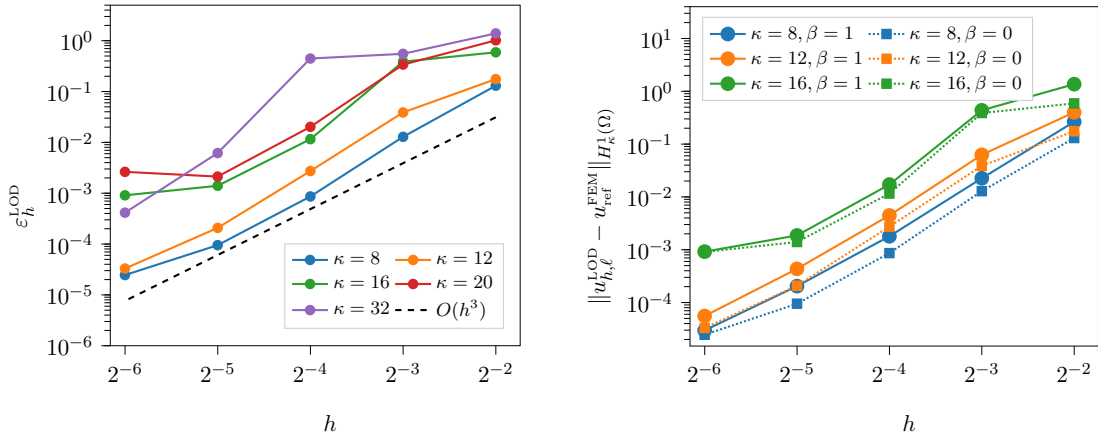 10^0
10^{-1}
10^{-2}
10^{-3}
10^{-4}
10^{-5}
10^{-6}
ε_h^{LOD}
κ = 8
κ = 12
κ = 16
κ = 20
κ = 32
O(h^3)
2^{-6} 2^{-5} 2^{-4} 2^{-3} 2^{-2}
h
10^1
10^0
10^{-1}
10^{-2}
10^{-3}
10^{-4}
‖u_{h,ℓ}^{LOD} − u_{ref}^{FEM}‖_{H_κ^1(Ω)}
κ = 8, β = 1
κ = 8, β = 0
κ = 12, β = 1
κ = 12, β = 0
κ = 16, β = 1
κ = 16, β = 0
2^{-6} 2^{-5} 2^{-4} 2^{-3} 2^{-2}
h